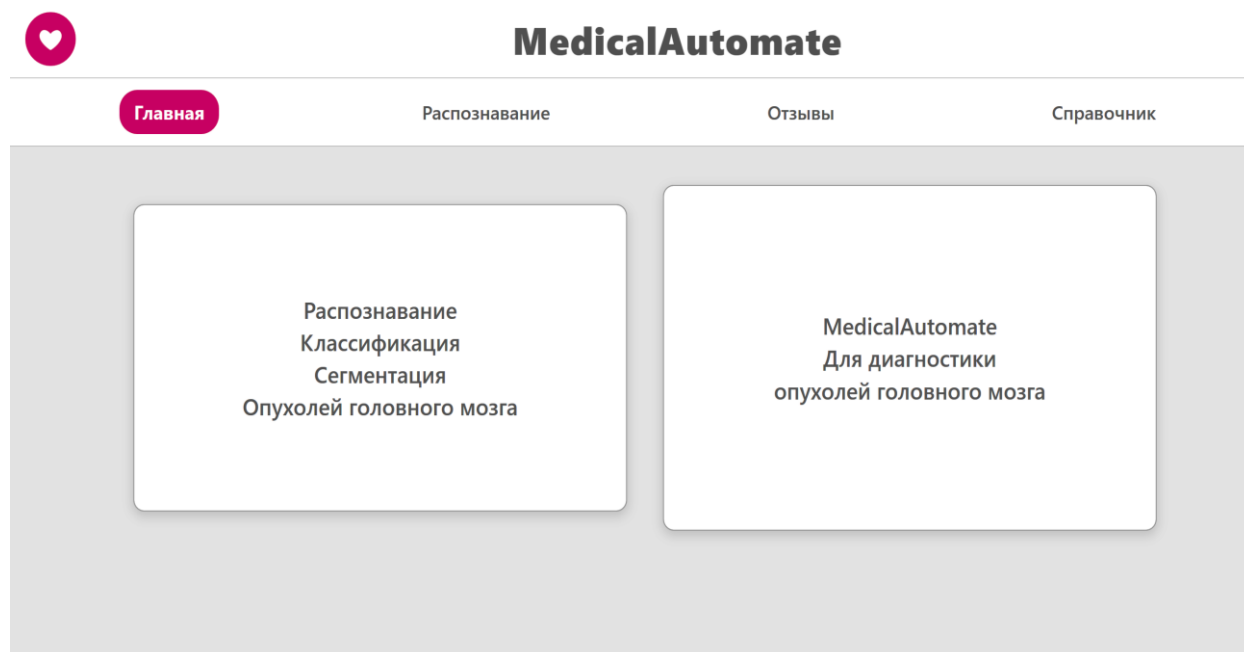 MedicalAutomate
Главная
Распознавание
Отзывы
Справочник
Распознавание
Классификация
Сегментация
Опухолей головного мозга
MedicalAutomate
Для диагностики
опухолей головного мозга